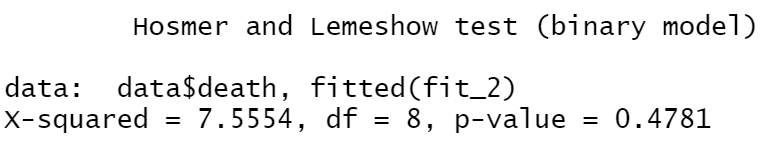 Hosmer and Lemeshow test (binary model)
data:  data$death, fitted(fit_2)
X-squared = 7.5554, df = 8, p-value = 0.4781